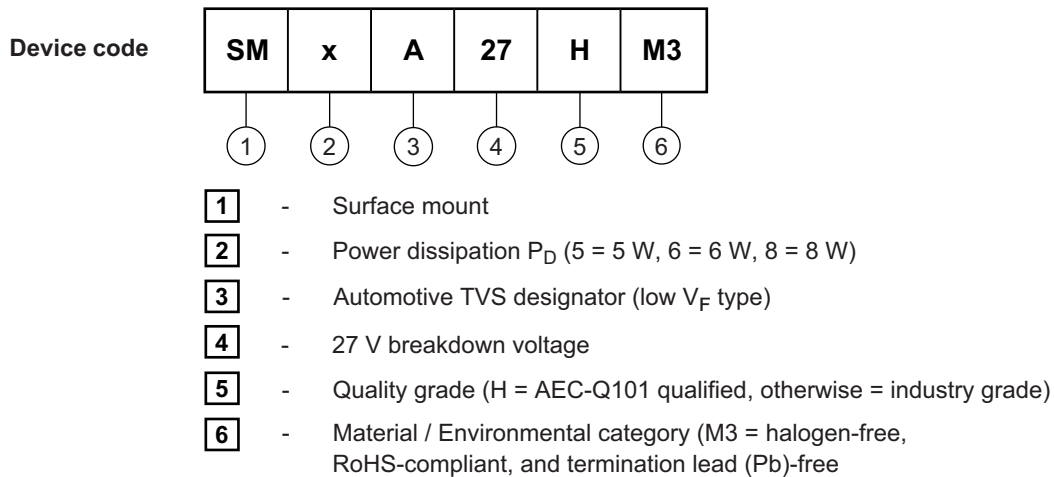 Device code
SM x A 27 H M3
1 2 3 4 5 6
1 - Surface mount
2 - Power dissipation PD (5 = 5 W, 6 = 6 W, 8 = 8 W)
3 - Automotive TVS designator (low VF type)
4 - 27 V breakdown voltage
5 - Quality grade (H = AEC-Q101 qualified, otherwise = industry grade)
6 - Material / Environmental category (M3 = halogen-free,
RoHS-compliant, and termination lead (Pb)-free